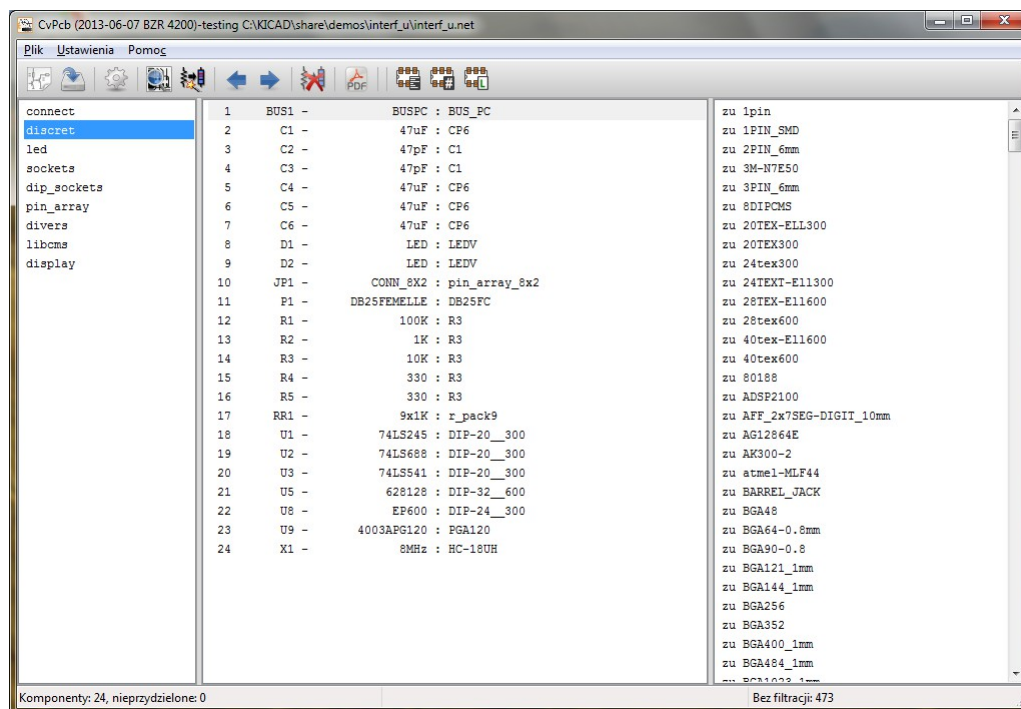 CvPcb (2013-06-07 BZR 4200)-testing C:\KICAD\share\demos\interf_u\interf_u.net
Plik Ustawienia Pomoc
PDF
connect
discret
led
sockets
dip_sockets
pin_array
divers
libcms
display
1 BUS1 - BUSPC : BUS_PC
2 C1 - 47uF : CP6
3 C2 - 47pF : C1
4 C3 - 47pF : C1
5 C4 - 47uF : CP6
6 C5 - 47uF : CP6
7 C6 - 47uF : CP6
8 D1 - LED : LEDV
9 D2 - LED : LEDV
10 JP1 - CONN_8X2 : pin_array_8x2
11 P1 - DB25FEMELLE : DB25FC
12 R1 - 100K : R3
13 R2 - 1K : R3
14 R3 - 10K : R3
15 R4 - 330 : R3
16 R5 - 330 : R3
17 RR1 - 9x1K : r_pack9
18 U1 - 74LS245 : DIP-20__300
19 U2 - 74LS688 : DIP-20__300
20 U3 - 74LS541 : DIP-20__300
21 U5 - 628128 : DIP-32__600
22 U8 - EP600 : DIP-24__300
23 U9 - 4003APG120 : PGA120
24 X1 - 8MHz : HC-18UH
zu 1pin
zu 1PIN_SMD
zu 2PIN_6mm
zu 3M-N7E50
zu 3PIN_6mm
zu 8DIPCMS
zu 20TEX-ELL300
zu 20TEX300
zu 24tex300
zu 24TEXT-Ell300
zu 28TEX-Ell600
zu 28tex600
zu 40tex-Ell600
zu 40tex600
zu 80188
zu ADSP2100
zu AFF_2x7SEG-DIGIT_10mm
zu AG12864E
zu AK300-2
zu atmel-MLF44
zu BARREL_JACK
zu BGA48
zu BGA64-0.8mm
zu BGA90-0.8
zu BGA121_1mm
zu BGA144_1mm
zu BGA256
zu BGA352
zu BGA400_1mm
zu BGA484_1mm
zu BGA1023_1mm
Komponenty: 24, nieprzydzielone: 0
Bez filtracji: 473